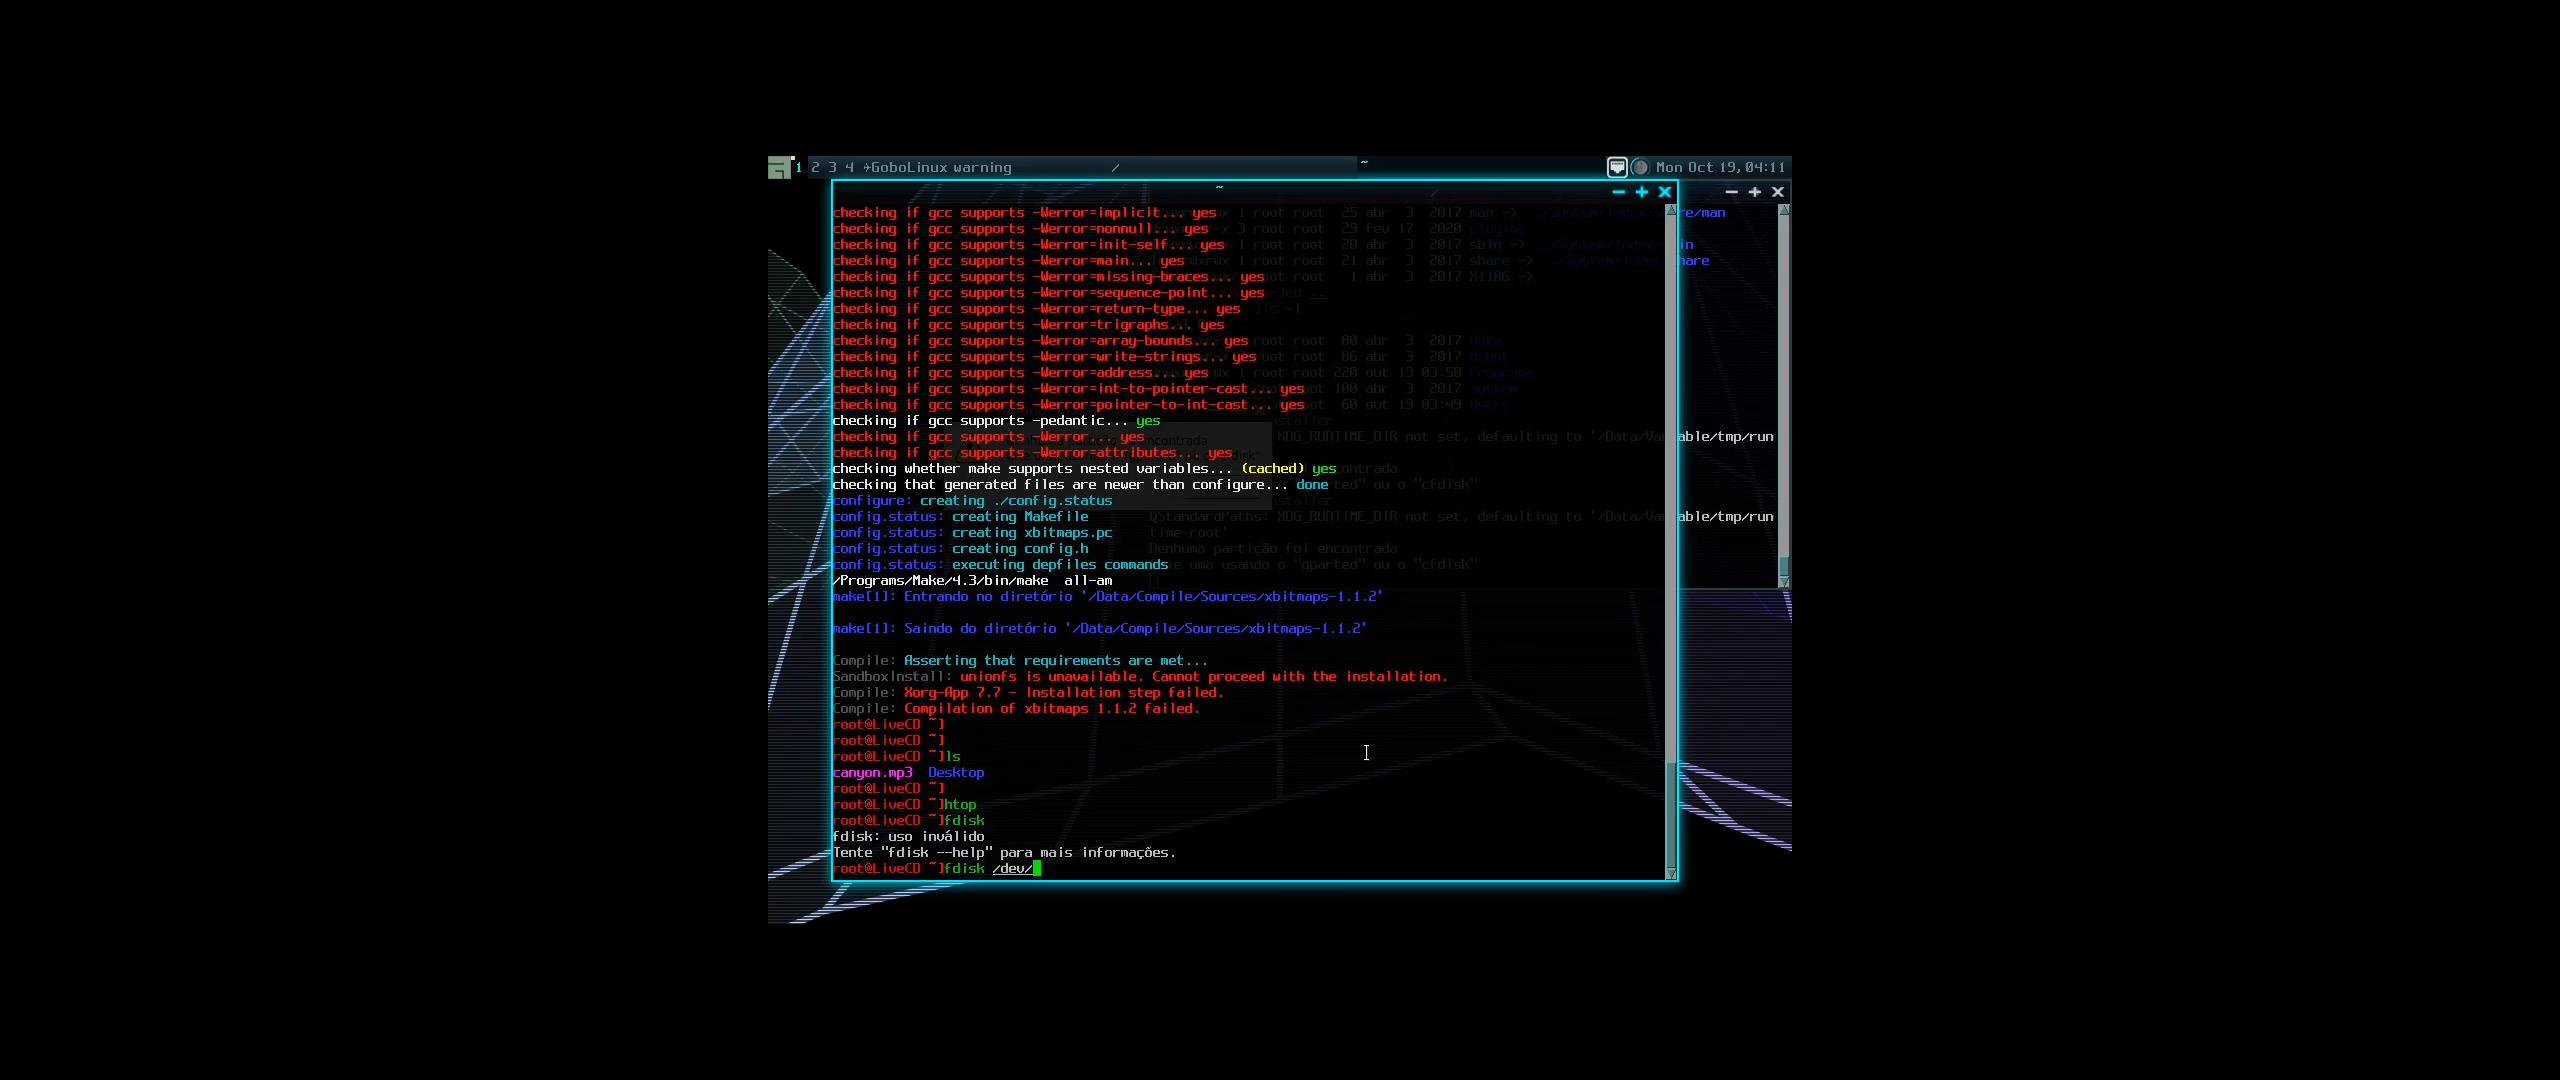 1 2 3 4 GoboLinux warning / ~ Mon Oct 19, 04:11
~
checking if gcc supports -Werror=implicit... yes
checking if gcc supports -Werror=nonnull... yes
checking if gcc supports -Werror=init-self... yes
checking if gcc supports -Werror=main... yes
checking if gcc supports -Werror=missing-braces... yes
checking if gcc supports -Werror=sequence-point... yes
checking if gcc supports -Werror=return-type... yes
checking if gcc supports -Werror=trigraphs... yes
checking if gcc supports -Werror=array-bounds... yes
checking if gcc supports -Werror=write-strings... yes
checking if gcc supports -Werror=address... yes
checking if gcc supports -Werror=int-to-pointer-cast... yes
checking if gcc supports -Werror=pointer-to-int-cast... yes
checking if gcc supports -pedantic... yes
checking if gcc supports -Werror... yes
checking if gcc supports -Werror=attributes... yes
checking whether make supports nested variables... (cached) yes
checking that generated files are newer than configure... done
configure: creating ./config.status
config.status: creating Makefile
config.status: creating xbitmaps.pc
config.status: creating config.h
config.status: executing depfiles commands
/Programs/Make/4.3/bin/make  all-am
make[1]: Entrando no diretório '/Data/Compile/Sources/xbitmaps-1.1.2'
make[1]: Saindo do diretório '/Data/Compile/Sources/xbitmaps-1.1.2'
Compile: Asserting that requirements are met...
SandboxInstall: unionfs is unavailable. Cannot proceed with the installation.
Compile: Xorg-App 7.7 - Installation step failed.
Compile: Compilation of xbitmaps 1.1.2 failed.
root@LiveCD ~]
root@LiveCD ~]
root@LiveCD ~]ls
canyon.mp3  Desktop
root@LiveCD ~]
root@LiveCD ~]htop
root@LiveCD ~]fdisk
fdisk: uso inválido
Tente "fdisk --help" para mais informações.
root@LiveCD ~]fdisk /dev/
re/man
in
hare
able/tmp/run
able/tmp/run